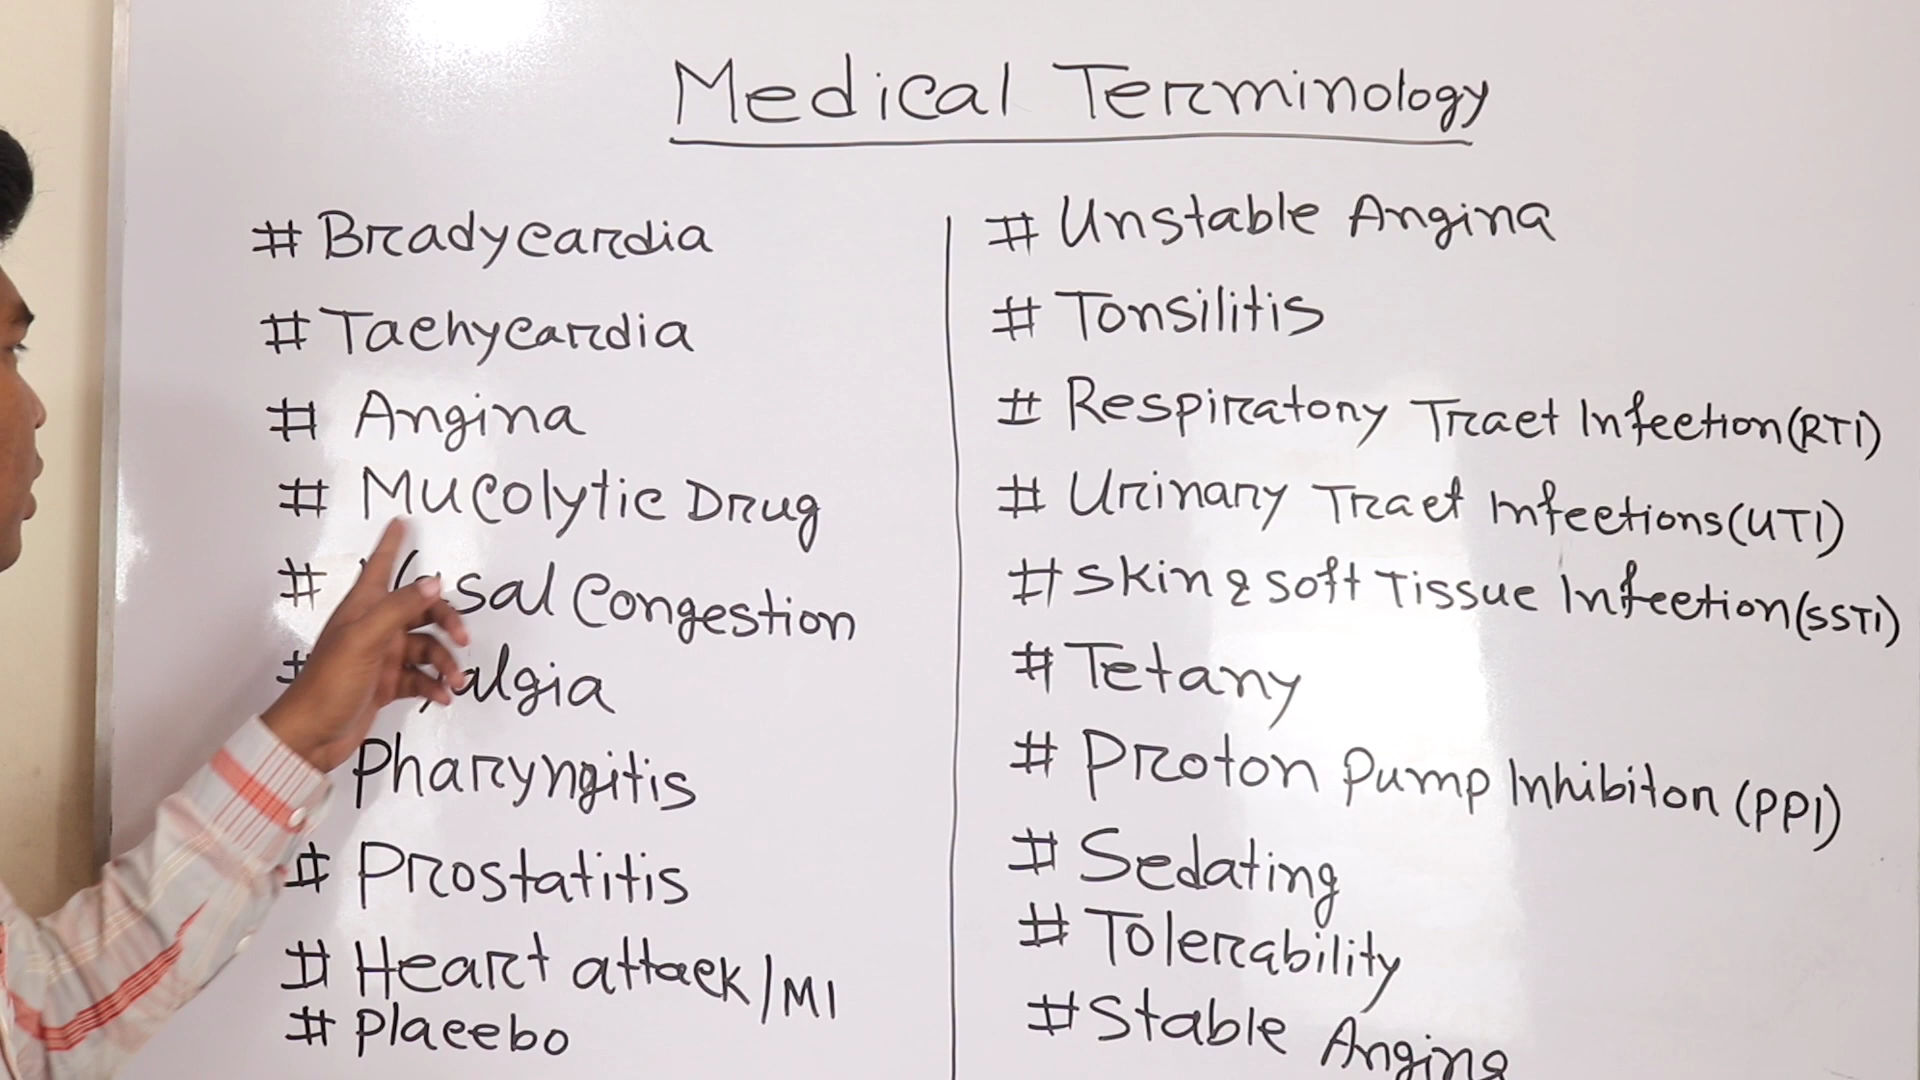 Medical Terminology
# Bradycardia
# Tachycardia
# Angina
# Mucolytic Drug
# Nasal Congestion
#
Pharyngitis
# Prostatitis
# Heart attack/MI
# Placebo
# Unstable Angina
# Tonsilitis
# Respiratory Tract Infection(RTI)
# Urinary Tract Infections(UTI)
# Skin & Soft Tissue Infection(SSTI)
# Tetany
# Proton Pump Inhibitor (PPI)
# Sedating
# Tolerability
# Stable Angina